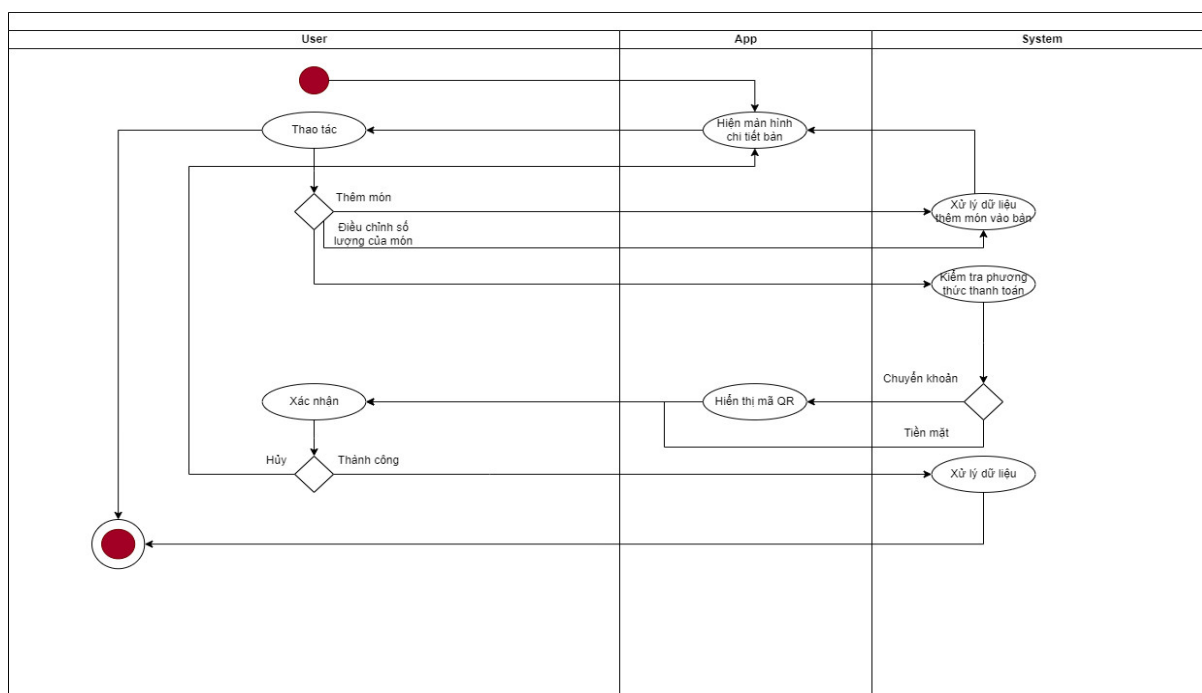 User
App
System
Thao tác
Hiện màn hình
chi tiết bàn
Thêm món
Xử lý dữ liệu
thêm món vào bàn
Điều chỉnh số
lượng của món
Kiểm tra phương
thức thanh toán
Chuyển khoản
Xác nhận
Hiển thị mã QR
Tiền mặt
Hủy
Thánh công
Xử lý dữ liệu